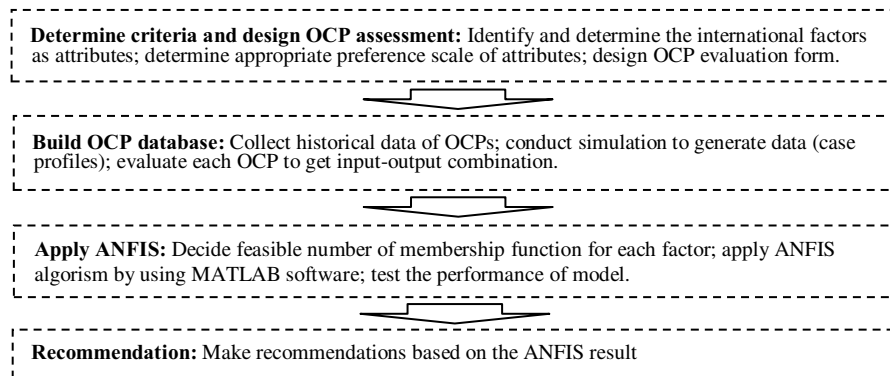 Determine criteria and design OCP assessment: Identify and determine the international factors
as attributes; determine appropriate preference scale of attributes; design OCP evaluation form.
Build OCP database: Collect historical data of OCPs; conduct simulation to generate data (case
profiles); evaluate each OCP to get input-output combination.
Apply ANFIS: Decide feasible number of membership function for each factor; apply ANFIS
algorism by using MATLAB software; test the performance of model.
Recommendation: Make recommendations based on the ANFIS result